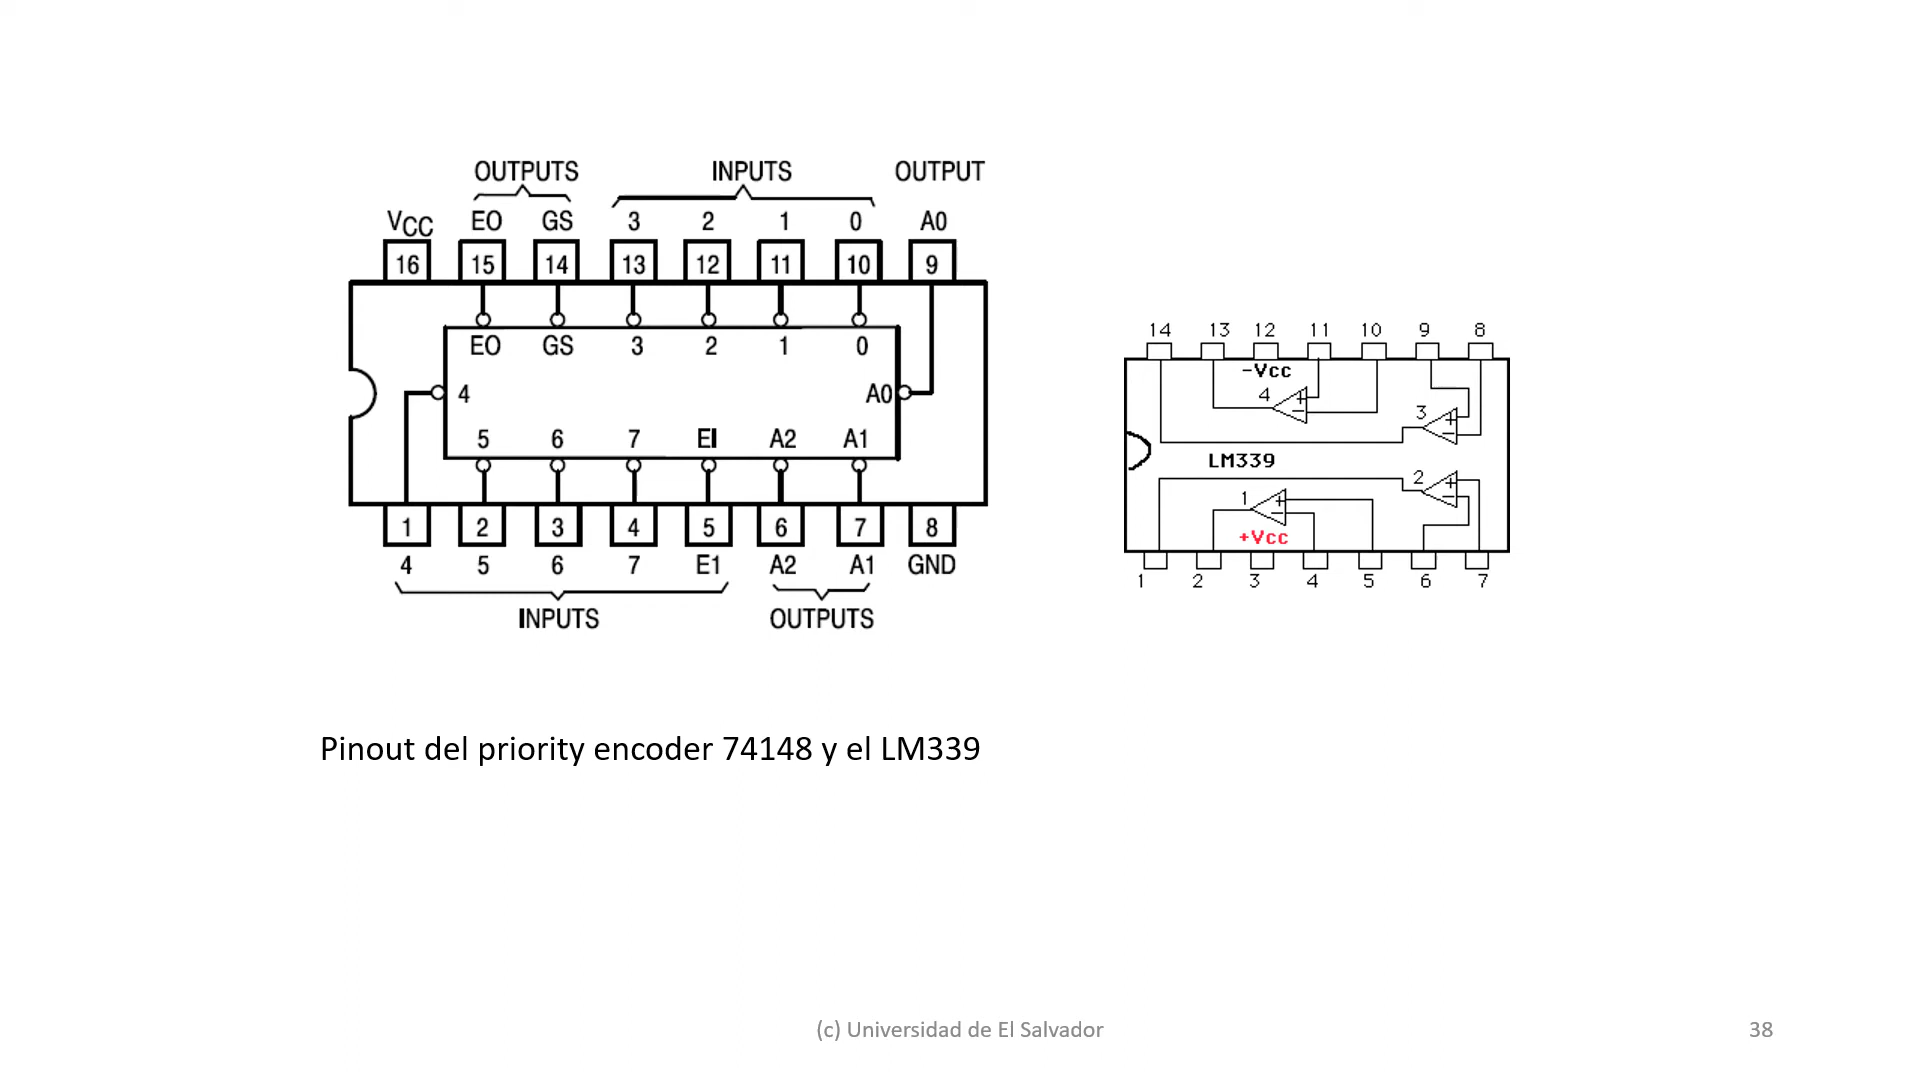 OUTPUTS INPUTS OUTPUT
VCC EO GS 3 2 1 0 A0
16 15 14 13 12 11 10 9
EO GS 3 2 1 0
4 A0
5 6 7 EI A2 A1
1 2 3 4 5 6 7 8
4 5 6 7 E1 A2 A1 GND
INPUTS OUTPUTS
14 13 12 11 10 9 8
-Vcc
4 + −
3 + −
LM339
2 + −
1 + −
+Vcc
1 2 3 4 5 6 7
Pinout del priority encoder 74148 y el LM339
(c) Universidad de El Salvador
38